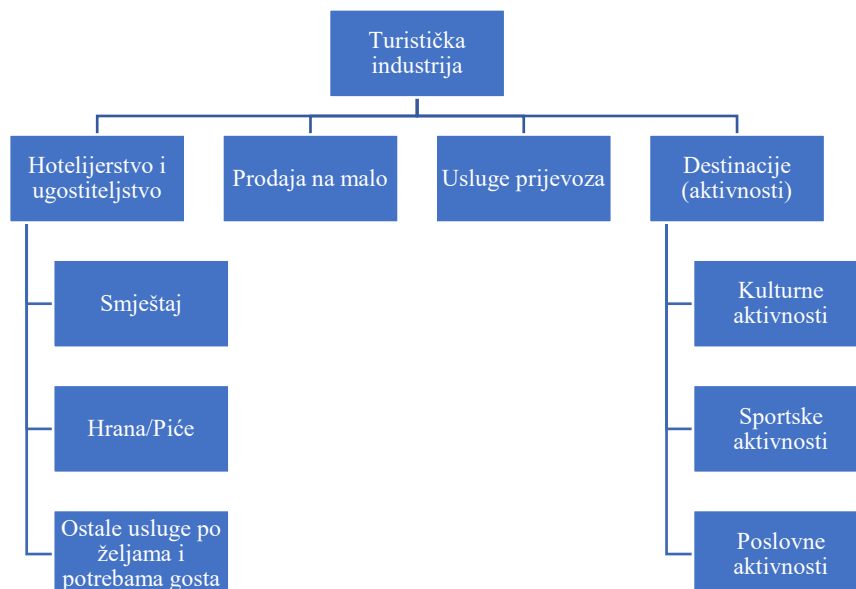 Turistička
industrija
Hotelijerstvo i
ugostiteljstvo
Prodaja na malo
Usluge prijevoza
Destinacije
(aktivnosti)
Smještaj
Hrana/Piće
Ostale usluge po
željama i
potrebama gosta
Kulturne
aktivnosti
Sportske
aktivnosti
Poslovne
aktivnosti